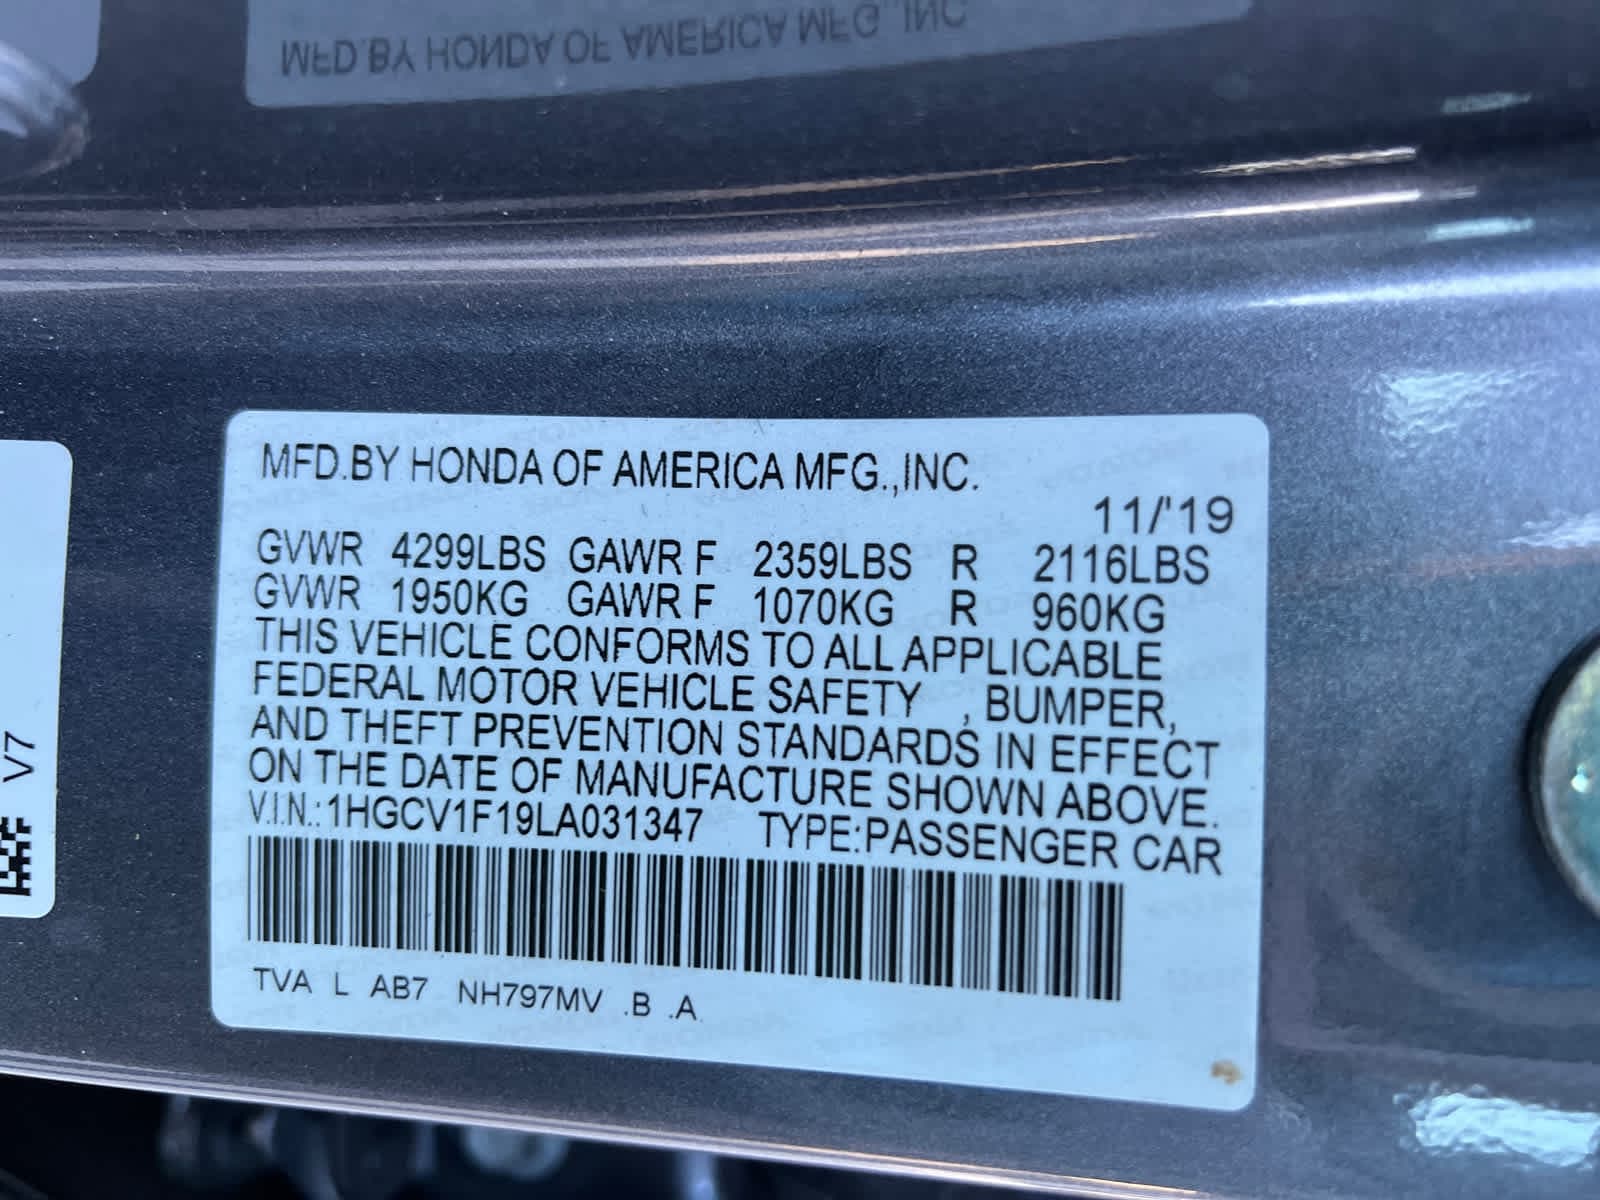 MFD.BY HONDA OF AMERICA MFG.,INC.
MFD.BY HONDA OF AMERICA MFG.,INC.
11/'19
GVWR 4299LBS GAWR F 2359LBS R 2116LBS
GVWR 1950KG GAWR F 1070KG R 960KG
THIS VEHICLE CONFORMS TO ALL APPLICABLE
FEDERAL MOTOR VEHICLE SAFETY , BUMPER,
AND THEFT PREVENTION STANDARDS IN EFFECT
ON THE DATE OF MANUFACTURE SHOWN ABOVE.
V.I.N.:1HGCV1F19LA031347 TYPE:PASSENGER CAR
TVA L AB7 NH797MV .B .A
V7